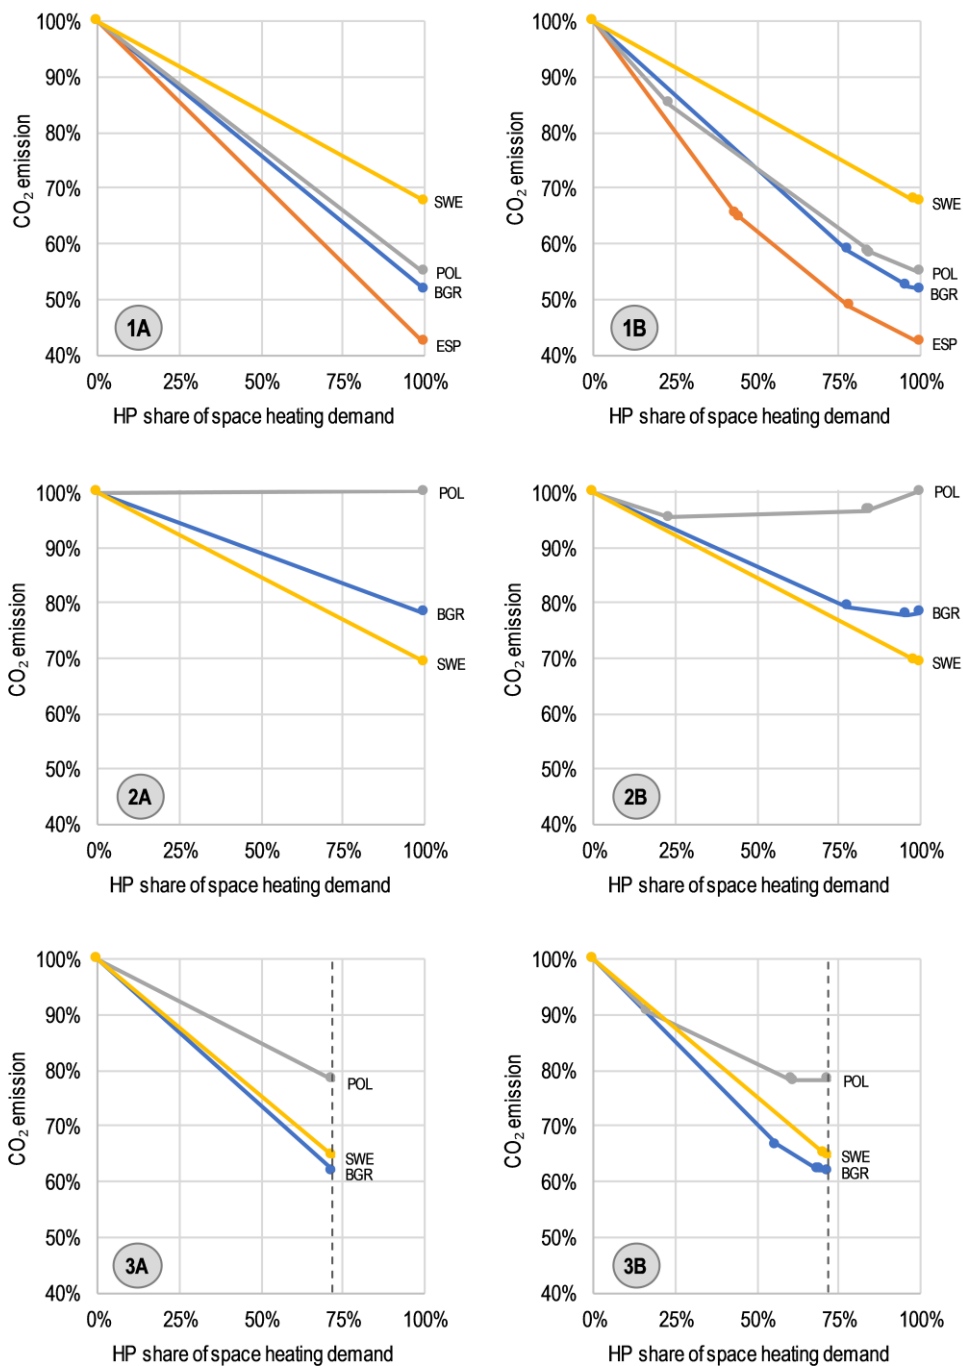 100%
90%
80%
70%
60%
50%
40%
CO2 emission
SWE
POL
BGR
ESP
1A
0% 25% 50% 75% 100%
HP share of space heating demand
100%
90%
80%
70%
60%
50%
40%
CO2 emission
SWE
POL
BGR
ESP
1B
0% 25% 50% 75% 100%
HP share of space heating demand
100%
90%
80%
70%
60%
50%
40%
CO2 emission
POL
BGR
SWE
2A
0% 25% 50% 75% 100%
HP share of space heating demand
100%
90%
80%
70%
60%
50%
40%
CO2 emission
POL
BGR
SWE
2B
0% 25% 50% 75% 100%
HP share of space heating demand
100%
90%
80%
70%
60%
50%
40%
CO2 emission
POL
SWE
BGR
3A
0% 25% 50% 75% 100%
HP share of space heating demand
100%
90%
80%
70%
60%
50%
40%
CO2 emission
POL
SWE
BGR
3B
0% 25% 50% 75% 100%
HP share of space heating demand